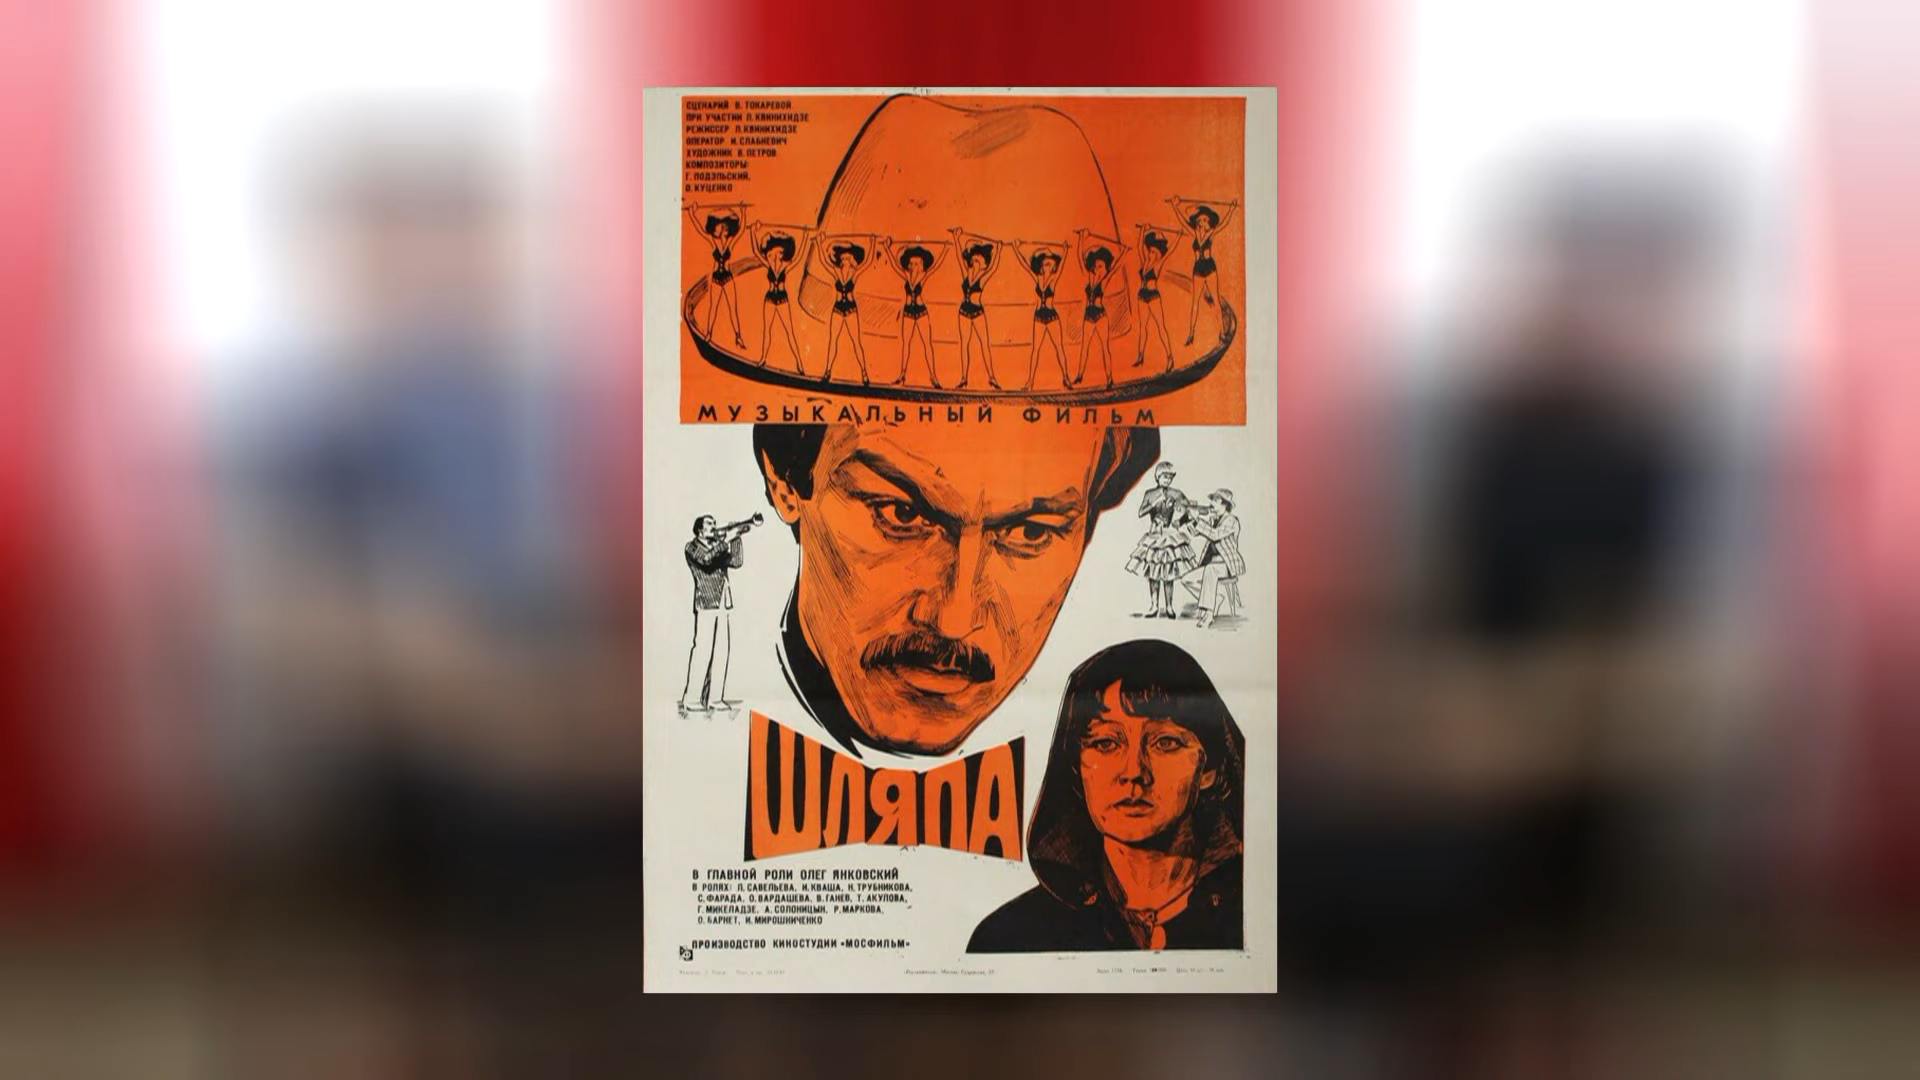 СЦЕНАРИЙ В. ТОКАРЕВОЙ
ПРИ УЧАСТИИ Л. КВИНИХИДЗЕ
РЕЖИССЕР Л. КВИНИХИДЗЕ
ОПЕРАТОР И. СЛАБНЕВИЧ
ХУДОЖНИК В. ПЕТРОВ
КОМПОЗИТОРЫ:
Г. ПОДЭЛЬСКИЙ,
О. КУЦЕНКО
МУЗЫКАЛЬНЫЙ ФИЛЬМ
ШЛЯПА
В ГЛАВНОЙ РОЛИ ОЛЕГ ЯНКОВСКИЙ
В РОЛЯХ: Л. САВЕЛЬЕВА, И. КВАША, Н. ТРУБНИКОВА,
С. ФАРАДА, О. ВАРДАШЕВА, В. ГАНЕВ, Т. АКУЛОВА,
Г. МИКЕЛАДЗЕ, А. СОЛОНИЦЫН, Р. МАРКОВА,
О. БАРНЕТ, И. МИРОШНИЧЕНКО
ПРОИЗВОДСТВО КИНОСТУДИИ «МОСФИЛЬМ»